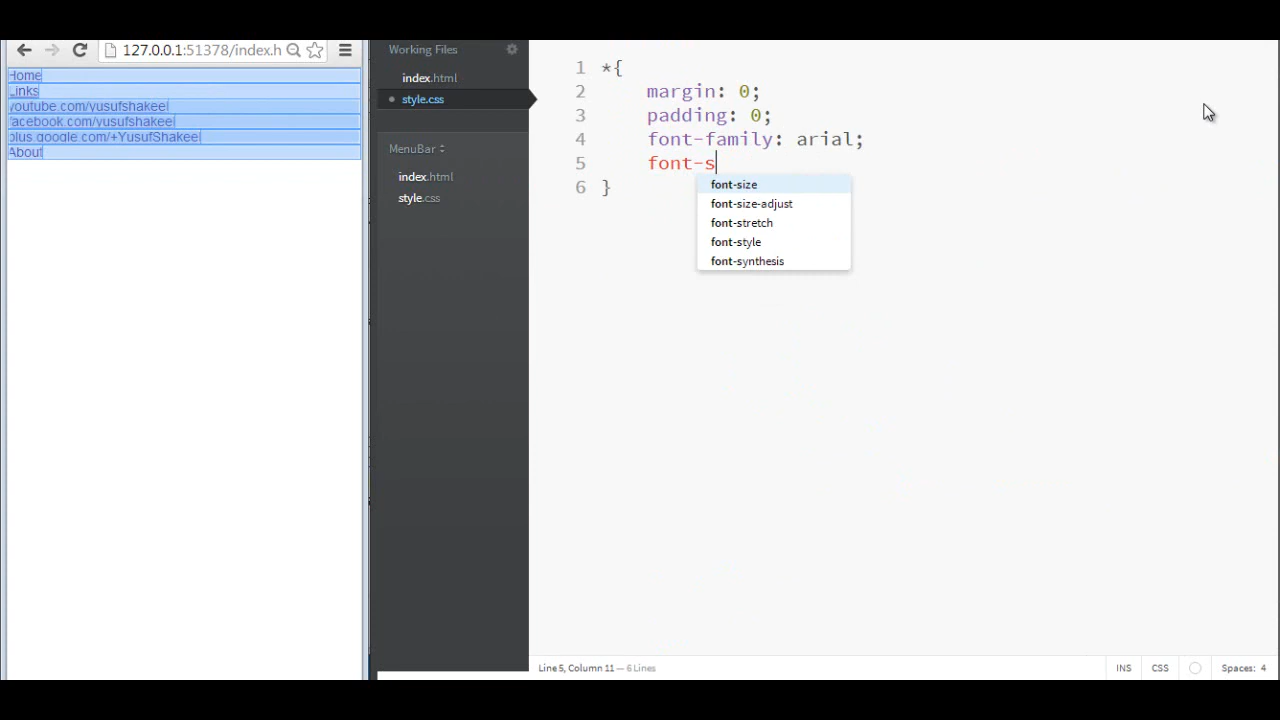 127.0.0.1:51378/index.h
Home
Links
youtube.com/yusufshakeel
facebook.com/yusufshakeel
plus.google.com/+YusufShakeel
About
Working Files
index.html
style.css
MenuBar
index.html
style.css
1 *{
2 margin: 0;
3 padding: 0;
4 font-family: arial;
5 font-s
6 }
font-size
font-size-adjust
font-stretch
font-style
font-synthesis
Line 5, Column 11 — 6 Lines
INS CSS Spaces: 4